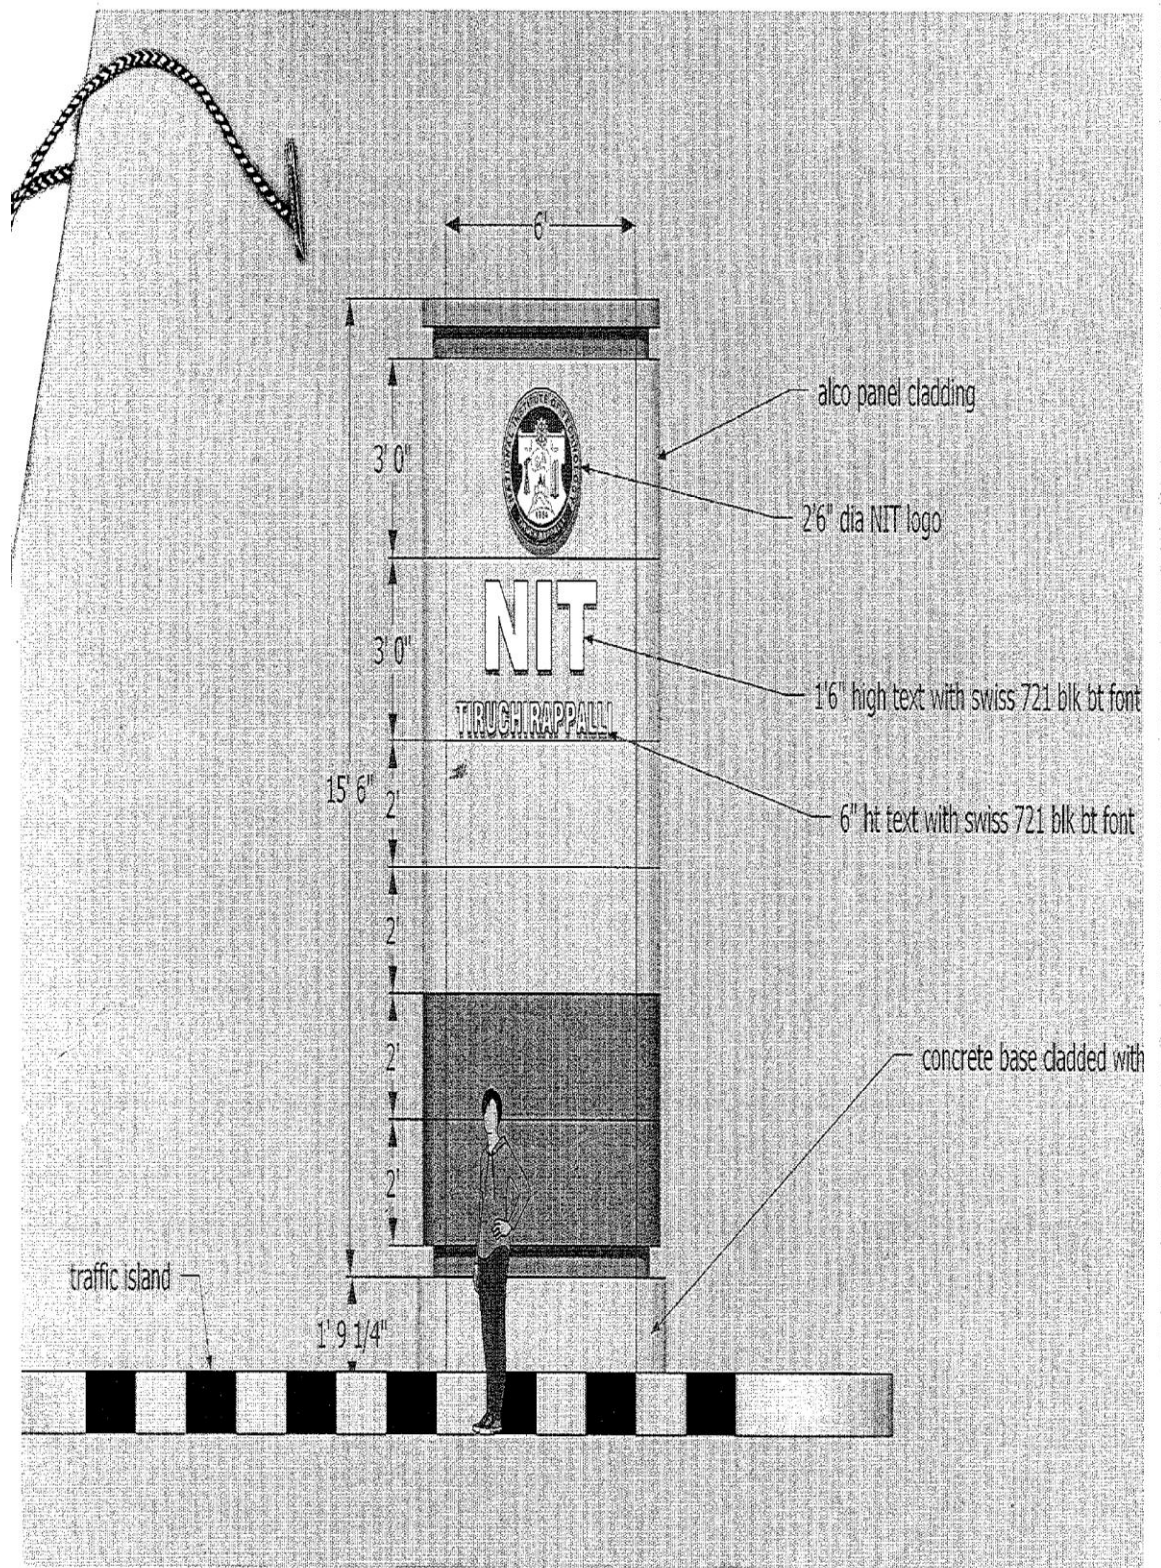 6'
alco panel cladding
3' 0"
2'6" dia NIT logo
NIT
3' 0"
1'6" high text with swiss 721 blk bt font
TIRUCHIRAPPALLI
15' 6"
2'
6" ht text with swiss 721 blk bt font
2'
2'
concrete base cladded with
2'
traffic island
1' 9 1/4"